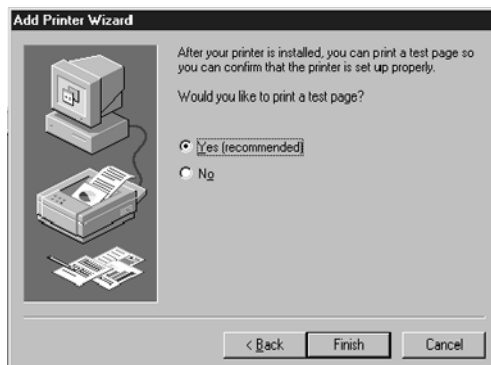 Add Printer Wizard
After your printer is installed, you can print a test page so
you can confirm that the printer is set up properly.
Would you like to print a test page?
Yes (recommended)
No
< Back
Finish
Cancel